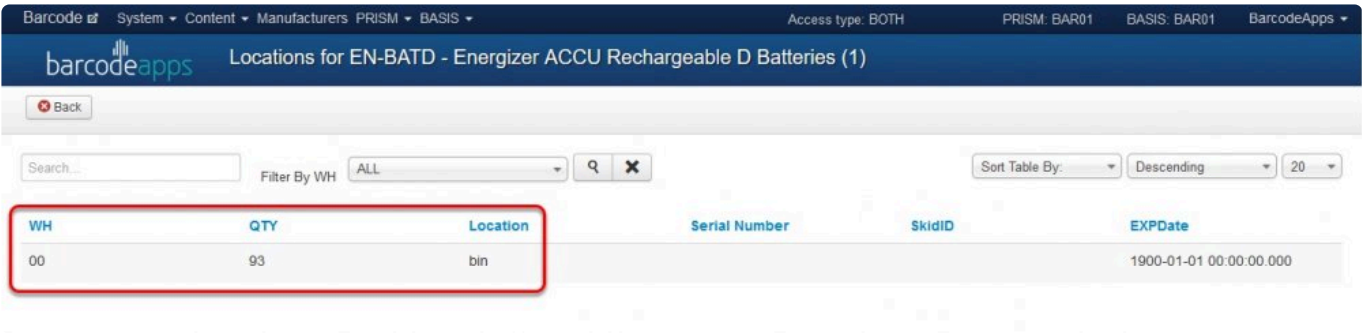 Barcode System Content Manufacturers PRISM BASIS Access type: BOTH PRISM: BAR01 BASIS: BAR01 BarcodeApps
barcodeapps Locations for EN-BATD - Energizer ACCU Rechargeable D Batteries (1)
Back
Search... Filter By WH ALL Sort Table By: Descending 20
WH QTY Location Serial Number SkidID EXPDate
00 93 bin 1900-01-01 00:00:00.000